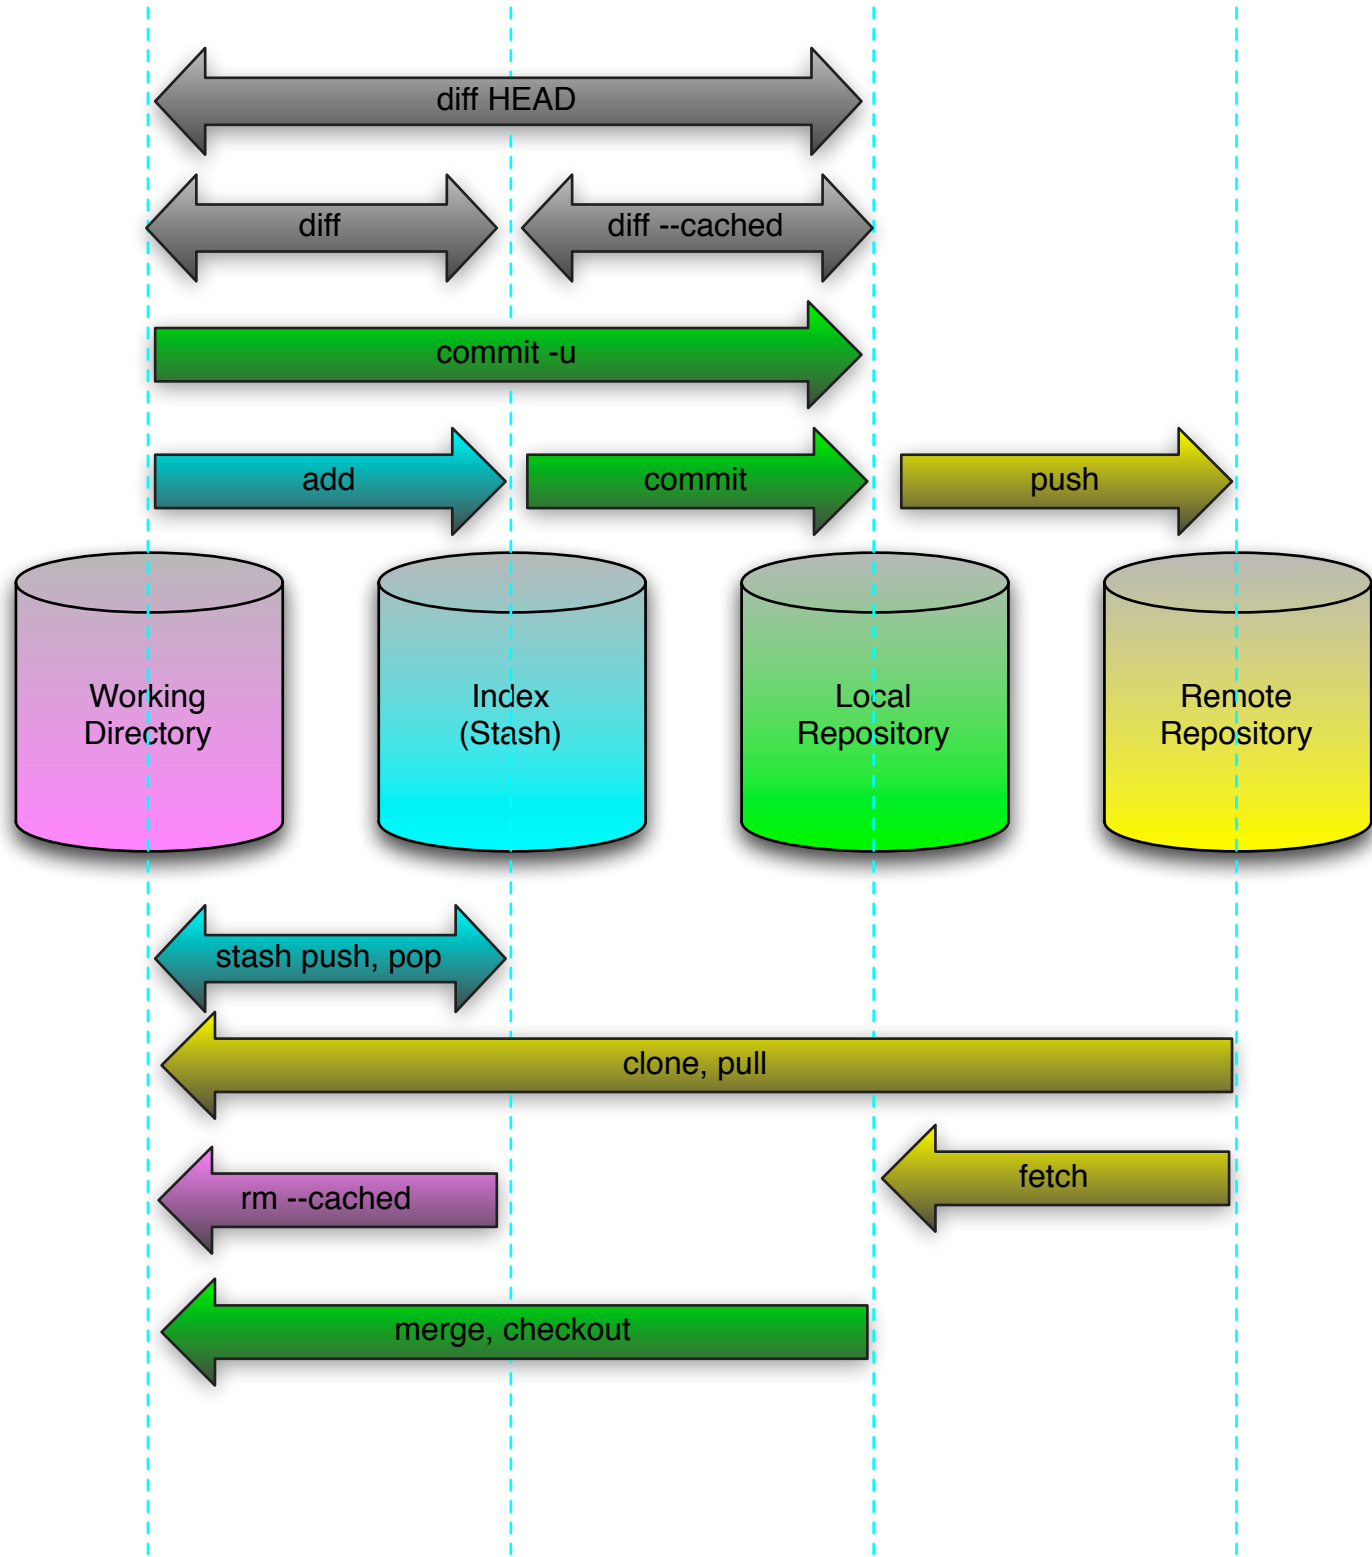 diff HEAD
diff
diff --cached
commit -u
add
commit
push
Working
Directory
Index
(Stash)
Local
Repository
Remote
Repository
stash push, pop
clone, pull
fetch
rm --cached
merge, checkout